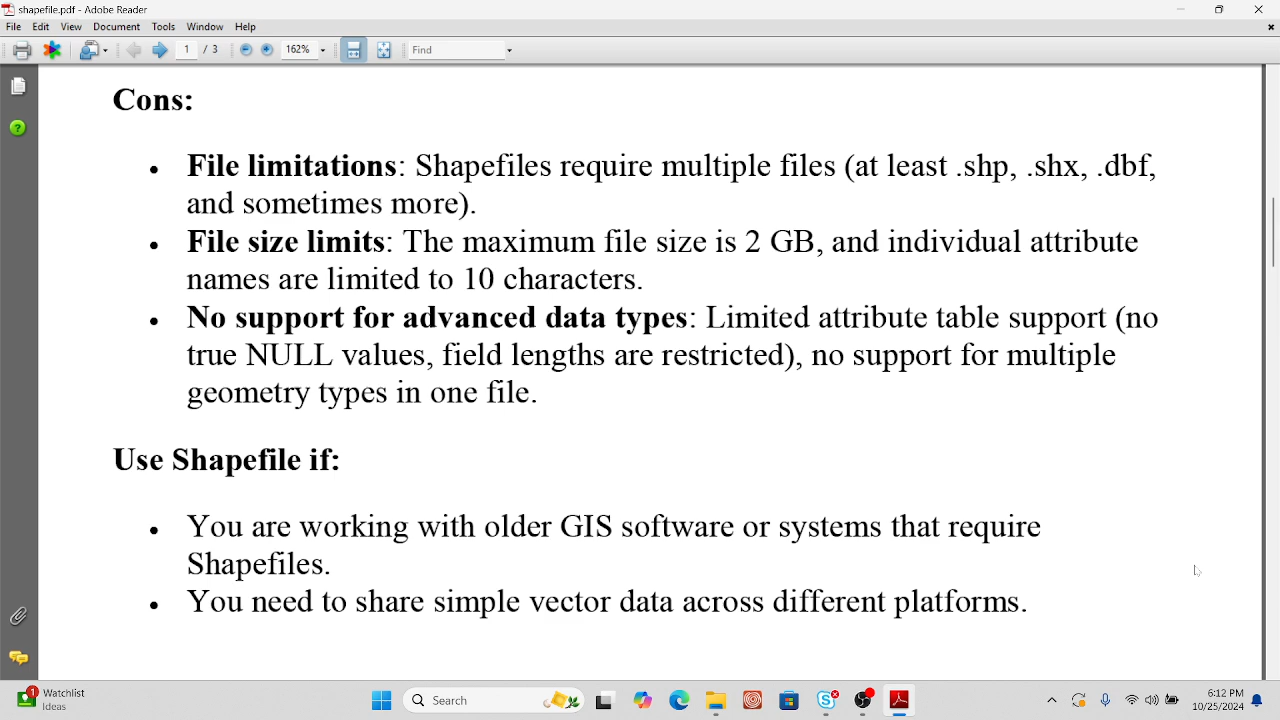 shapefile.pdf - Adobe Reader
File Edit View Document Tools Window Help
1 / 3 162% Find
Cons:
• File limitations: Shapefiles require multiple files (at least .shp, .shx, .dbf,
and sometimes more).
• File size limits: The maximum file size is 2 GB, and individual attribute
names are limited to 10 characters.
• No support for advanced data types: Limited attribute table support (no
true NULL values, field lengths are restricted), no support for multiple
geometry types in one file.
Use Shapefile if:
• You are working with older GIS software or systems that require
Shapefiles.
• You need to share simple vector data across different platforms.
1 Watchlist
Ideas
Search
6:12 PM
10/25/2024